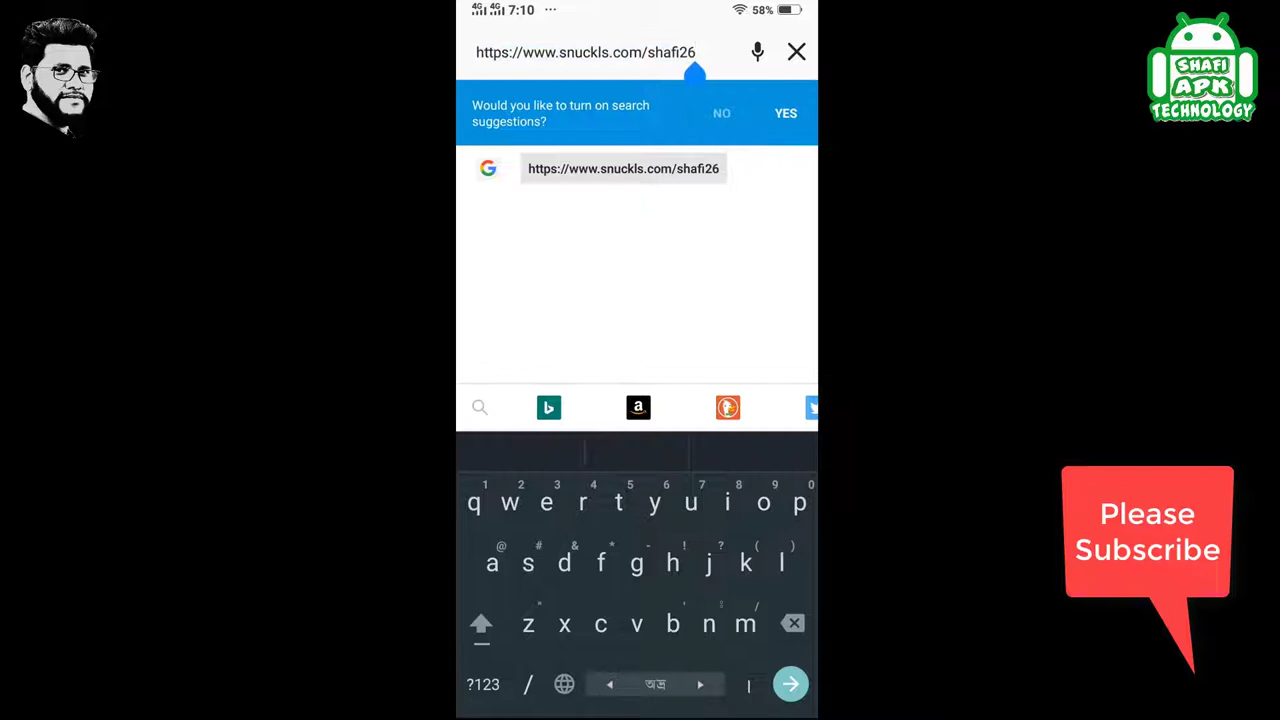 4G 4G 7:10 ... 58%
https://www.snuckls.com/shafi26
Would you like to turn on search
suggestions?
NO YES
https://www.snuckls.com/shafi26
1 2 3 4 5 6 7 8 9 0
q w e r t y u i o p
@ # & * - ! ? ( )
a s d f g h j k l
" ' : /
z x c v b n m
?123 / অভ্র |
SHAFI
APK
TECHNOLOGY
Please
Subscribe